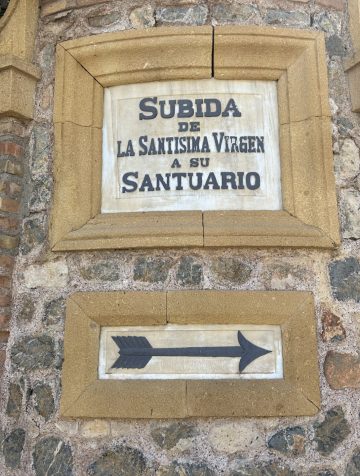 SUBIDA
DE
LA SANTISIMA VIRGEN
A SU
SANTUARIO